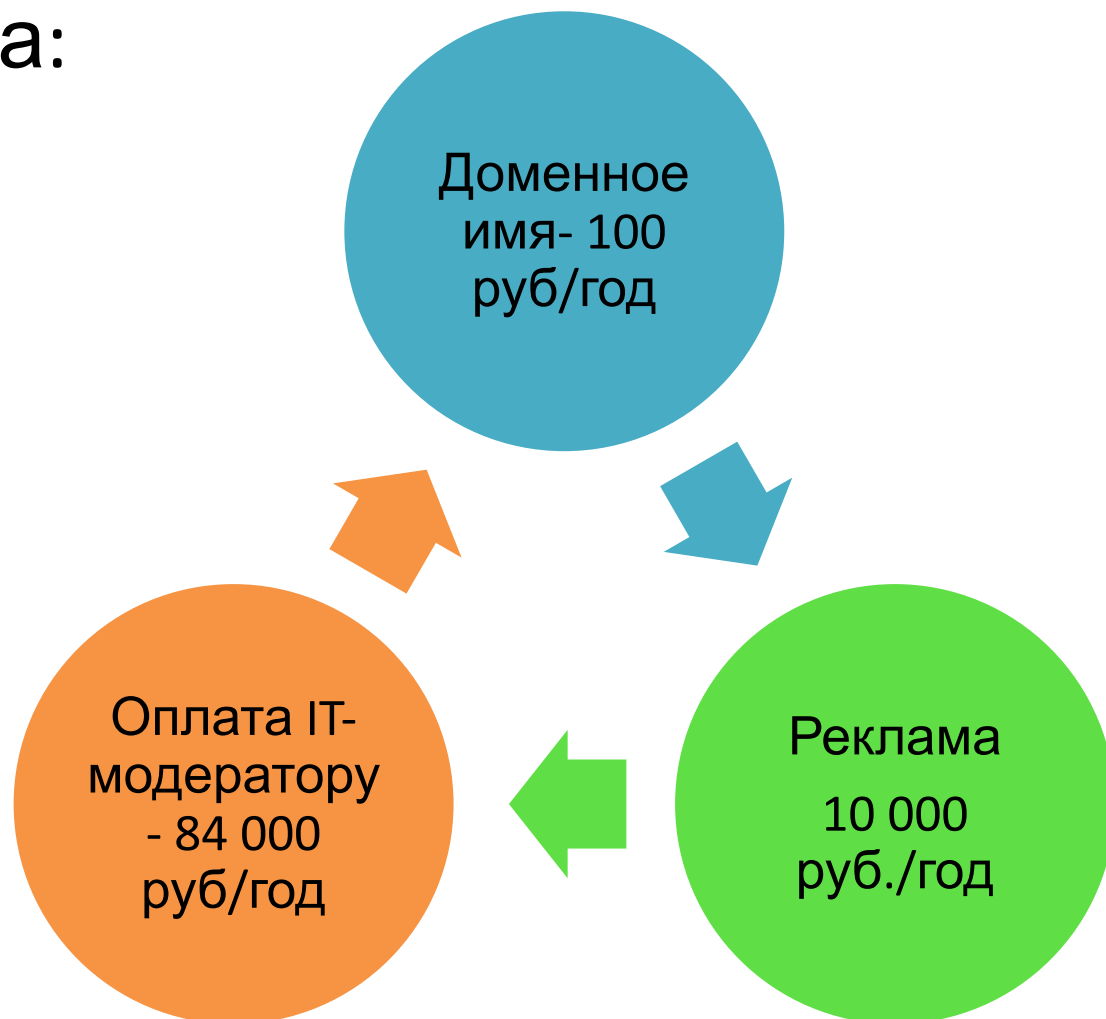 а:
Доменное
имя- 100
руб/год
Реклама
10 000
руб./год
Оплата IT-
модератору
- 84 000
руб/год